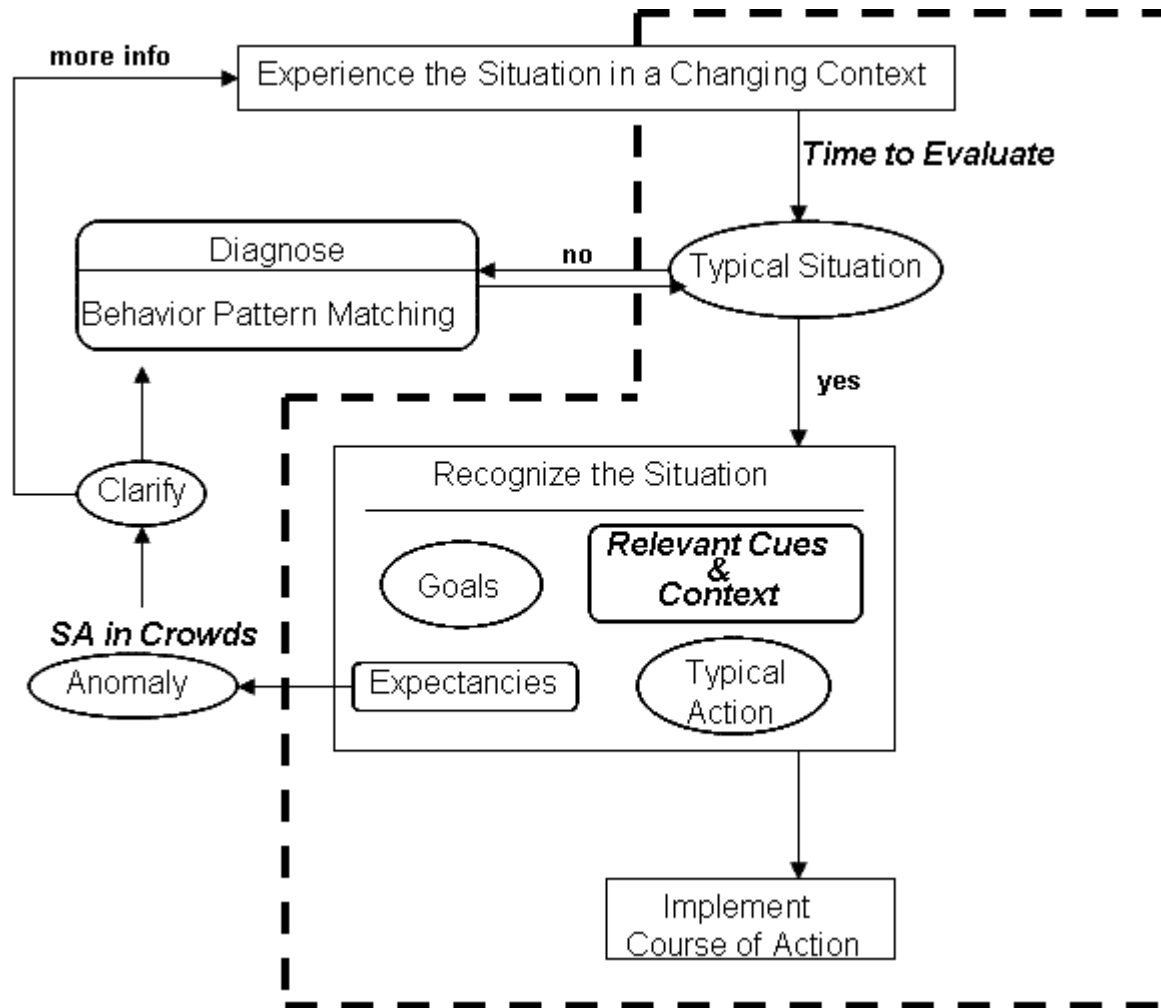 more info
Experience the Situation in a Changing Context
Time to Evaluate
Diagnose
no
Typical Situation
Behavior Pattern Matching
yes
Recognize the Situation
Clarify
Relevant Cues
&
Context
Goals
SA in Crowds
Anomaly
Expectancies
Typical
Action
Implement
Course of Action